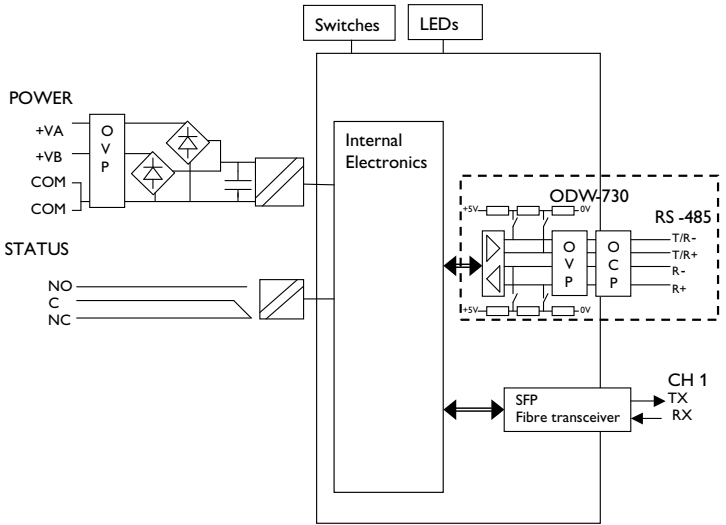 Switches
LEDs
POWER
+VA
+VB
COM
COM
O
V
P
Internal
Electronics
ODW-730
RS -485
+5V
0V
T/R-
T/R+
R-
R+
O
V
P
O
C
P
+5V
0V
STATUS
NO
C
NC
CH 1
TX
RX
SFP
Fibre transceiver